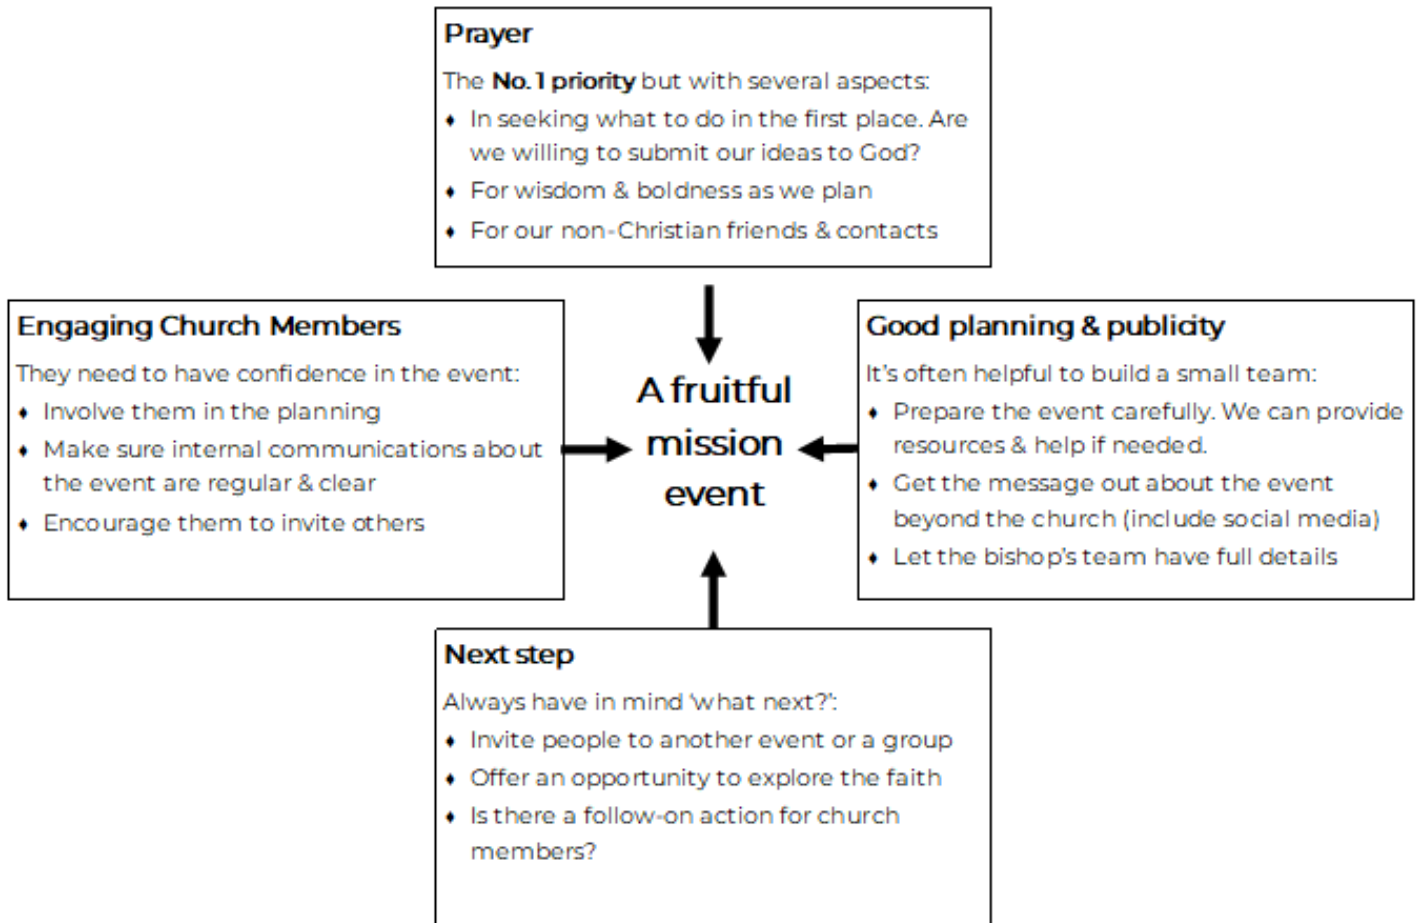 Prayer
The No. 1 priority but with several aspects:
♦ In seeking what to do in the first place. Are
we willing to submit our ideas to God?
♦ For wisdom & boldness as we plan
♦ For our non-Christian friends & contacts
Engaging Church Members
They need to have confidence in the event:
♦ Involve them in the planning
♦ Make sure internal communications about
the event are regular & clear
♦ Encourage them to invite others
A fruitful
mission
event
Good planning & publicity
It's often helpful to build a small team:
♦ Prepare the event carefully. We can provide
resources & help if needed.
♦ Get the message out about the event
beyond the church (include social media)
♦ Let the bishop's team have full details
Next step
Always have in mind 'what next?':
♦ Invite people to another event or a group
♦ Offer an opportunity to explore the faith
♦ Is there a follow-on action for church
members?